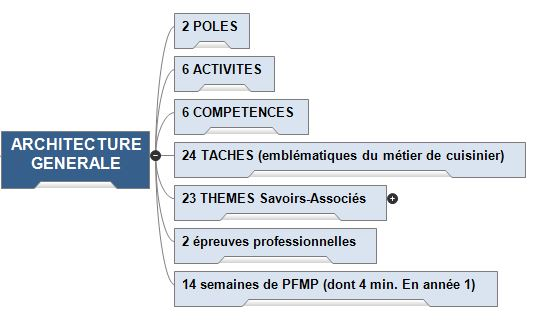 ARCHITECTURE
GENERALE
2 POLES
6 ACTIVITES
6 COMPETENCES
24 TACHES (emblématiques du métier de cuisinier)
23 THEMES Savoirs-Associés
2 épreuves professionnelles
14 semaines de PFMP (dont 4 min. En année 1)